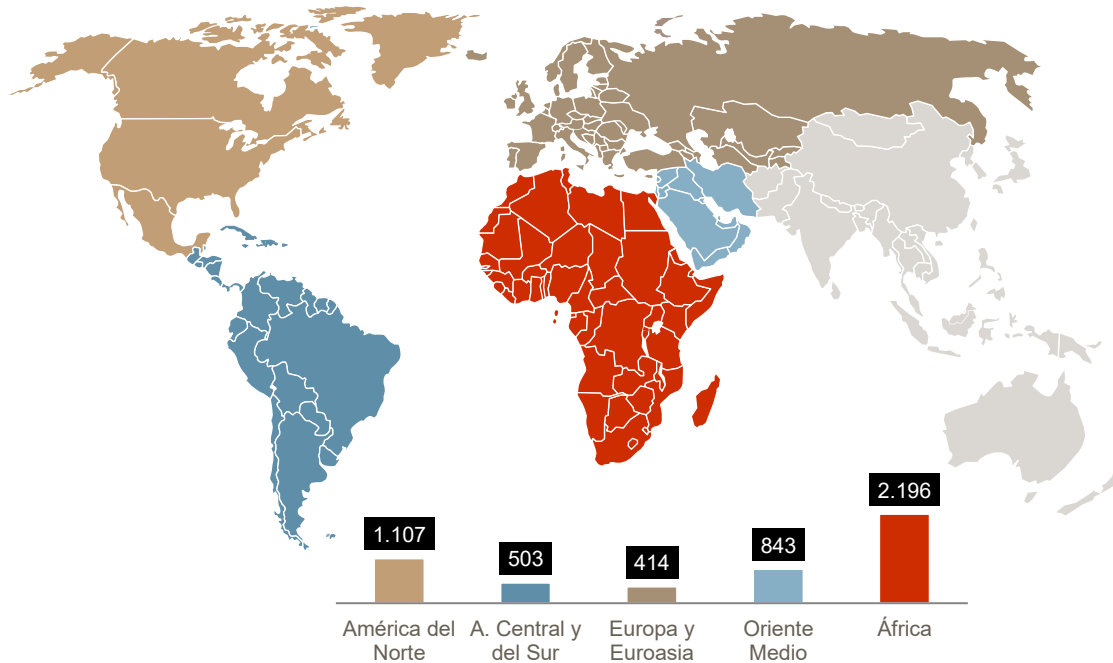 1.107
503
414
843
2.196
América del
Norte
A. Central y
del Sur
Europa y
Euroasia
Oriente
Medio
África